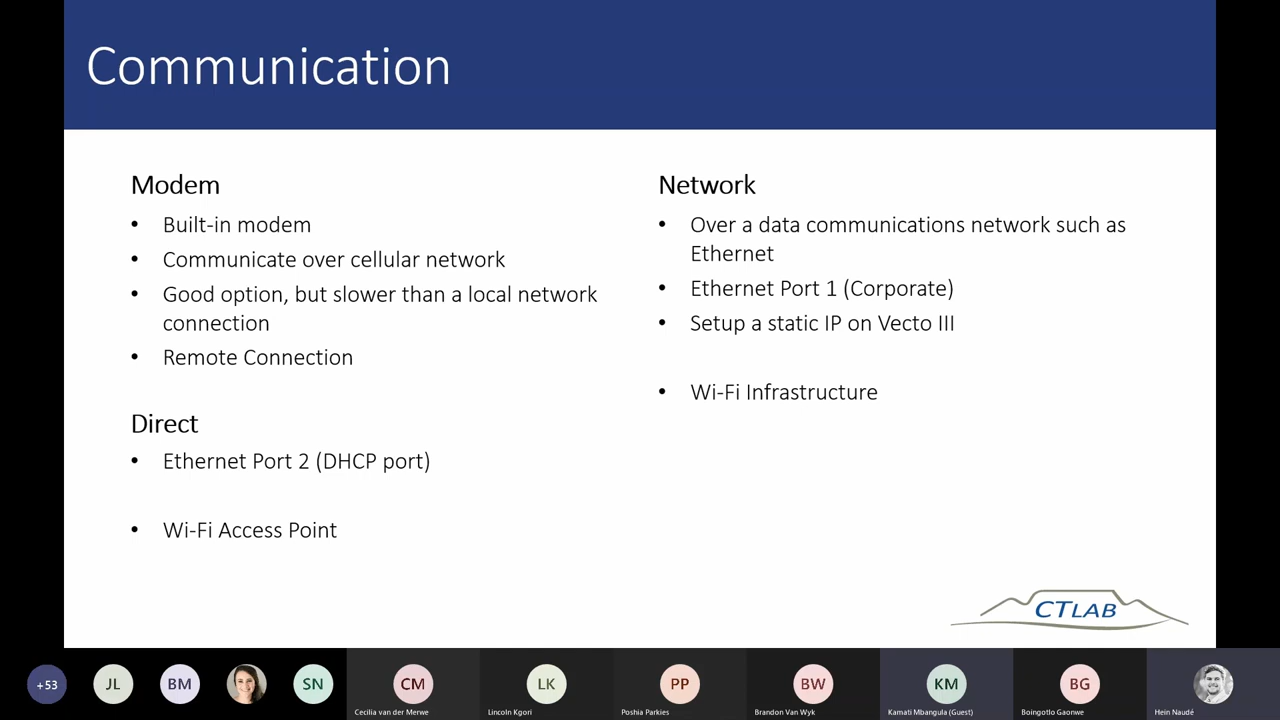 Communication
Modem
• Built-in modem
• Communicate over cellular network
• Good option, but slower than a local network
connection
• Remote Connection
Direct
• Ethernet Port 2 (DHCP port)
• Wi-Fi Access Point
Network
• Over a data communications network such as
Ethernet
• Ethernet Port 1 (Corporate)
• Setup a static IP on Vecto III
• Wi-Fi Infrastructure
CTLAB
+53
JL
BM
SN
CM
Cecilia van der Merwe
LK
Lincoln Kgori
PP
Poshia Parkies
BW
Brandon Van Wyk
KM
Kamati Mbangula (Guest)
BG
Boingotlo Gaonwe
Hein Naudé